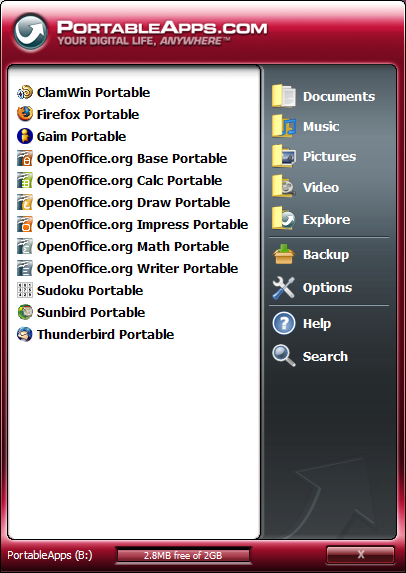 PORTABLEAPPS.COM
YOUR DIGITAL LIFE, ANYWHERE™
ClamWin Portable
Firefox Portable
Gaim Portable
OpenOffice.org Base Portable
OpenOffice.org Calc Portable
OpenOffice.org Draw Portable
OpenOffice.org Impress Portable
OpenOffice.org Math Portable
OpenOffice.org Writer Portable
Sudoku Portable
Sunbird Portable
Thunderbird Portable
Documents
Music
Pictures
Video
Explore
Backup
Options
Help
Search
PortableApps (B:)
2.8MB free of 2GB
X